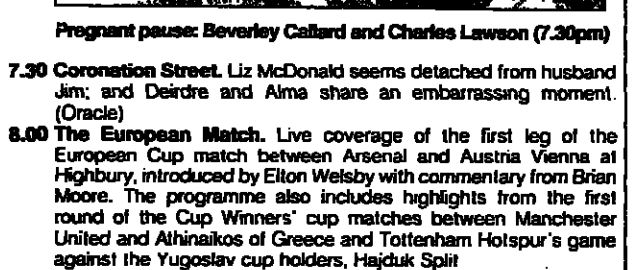 Pregnant pause: Beverley Callard and Charles Lawson (7.30pm)
7.30 Coronation Street. Liz McDonald seems detached from husband
Jim; and Deirdre and Alma share an embarrassing moment.
(Oracle)
8.00 The European Match. Live coverage of the first leg of the
European Cup match between Arsenal and Austria Vienna at
Highbury, introduced by Elton Welsby with commentary from Brian
Moore. The programme also includes highlights from the first
round of the Cup Winners' cup matches between Manchester
United and Athinaikos of Greece and Tottenham Hotspur's game
against the Yugoslav cup holders, Hajduk Split